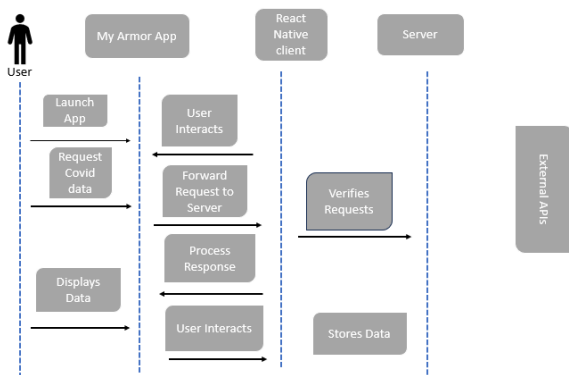 User
My Armor App
React
Native
client
Server
Launch
App
User
Interacts
Request
Covid
data
Forward
Request to
Server
Verifies
Requests
External APIs
Process
Response
Displays
Data
User Interacts
Stores Data